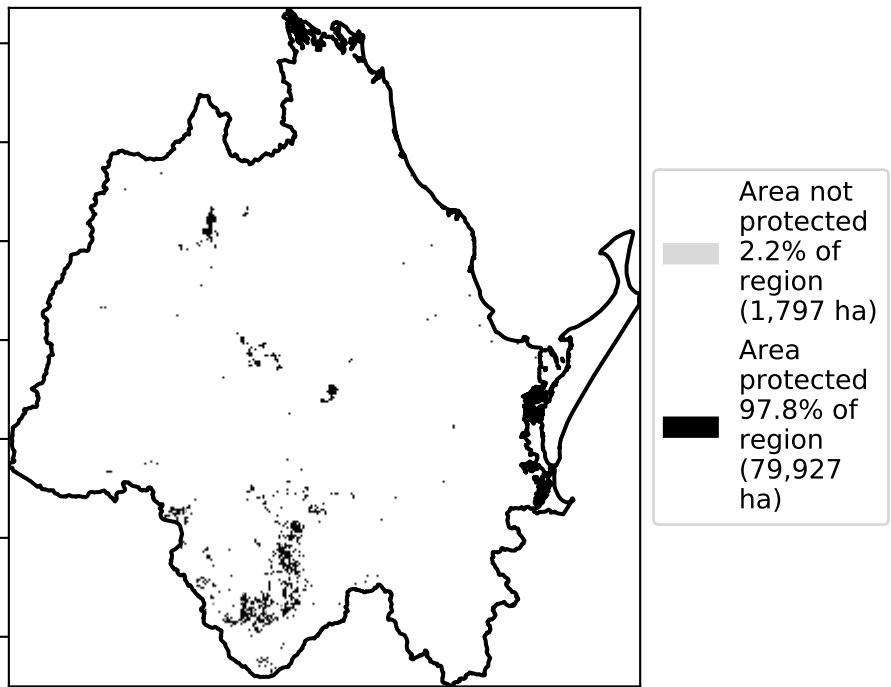 Area not
protected
2.2% of
region
(1,797 ha)
Area
protected
97.8% of
region
(79,927
ha)